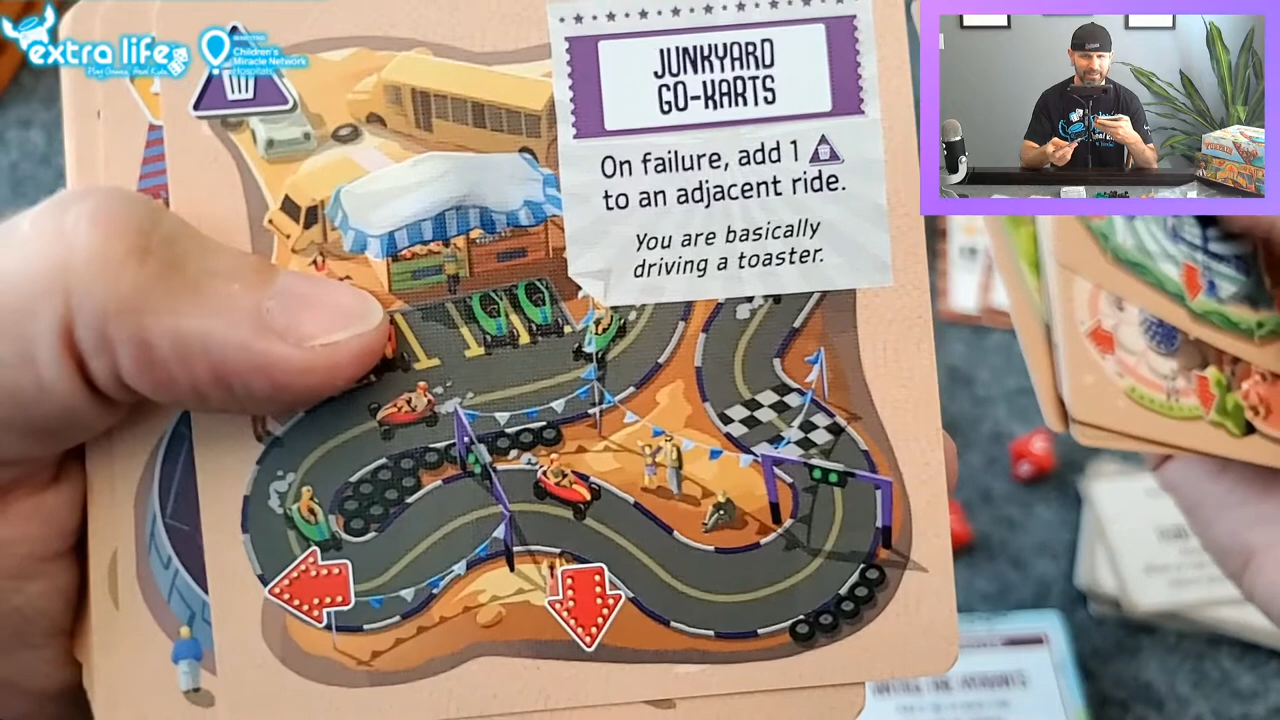 extra life
Play Games. Heal Kids.
BENEFITING
Children's
Miracle Network
Hospitals
JUNKYARD
GO-KARTS
On failure, add 1
to an adjacent ride.
You are basically
driving a toaster.